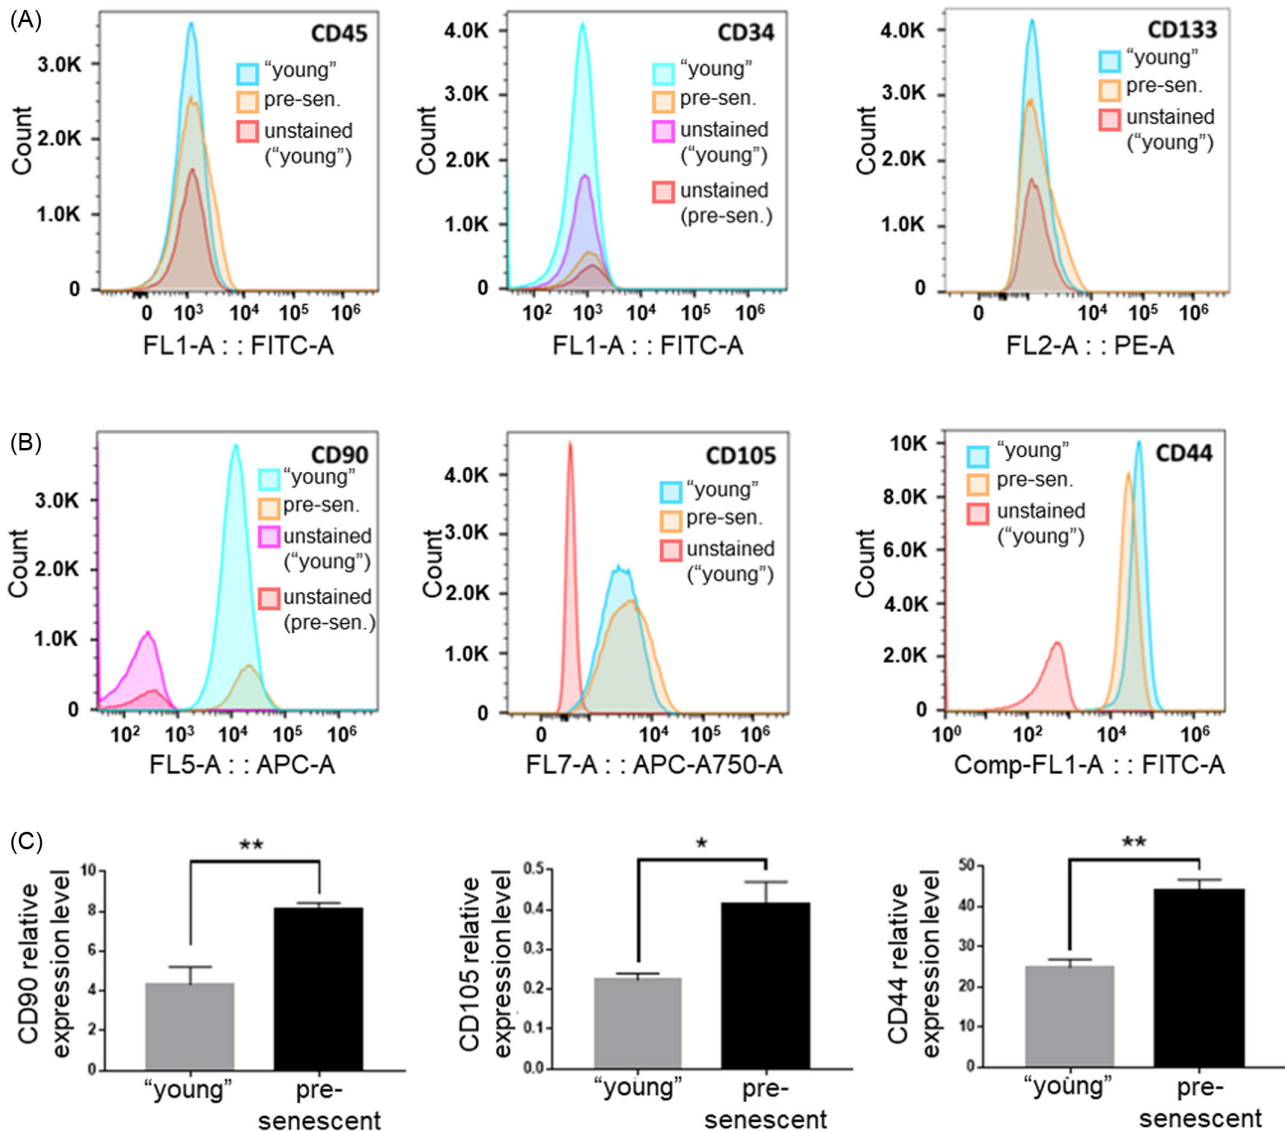 (A)
CD45
"young"
pre-sen.
unstained
("young")
Count
3.0K
2.0K
1.0K
0
0 10³ 10⁴ 10⁵ 10⁶
FL1-A : : FITC-A
CD34
"young"
pre-sen.
unstained
("young")
unstained
(pre-sen.)
Count
4.0K
3.0K
2.0K
1.0K
0
10² 10³ 10⁴ 10⁵ 10⁶
FL1-A : : FITC-A
CD133
"young"
pre-sen.
unstained
("young")
Count
4.0K
3.0K
2.0K
1.0K
0
0 10⁴ 10⁵ 10⁶
FL2-A : : PE-A
(B)
CD90
"young"
pre-sen.
unstained
("young")
unstained
(pre-sen.)
Count
3.0K
2.0K
1.0K
0
10² 10³ 10⁴ 10⁵ 10⁶
FL5-A : : APC-A
CD105
"young"
pre-sen.
unstained
("young")
Count
4.0K
3.0K
2.0K
1.0K
0
0 10⁴ 10⁵ 10⁶
FL7-A : : APC-A750-A
CD44
"young"
pre-sen.
unstained
("young")
Count
10K
8.0K
6.0K
4.0K
2.0K
0
10⁰ 10² 10⁴ 10⁶
Comp-FL1-A : : FITC-A
(C)
CD90 relative
expression level
10
8
6
4
2
0
**
"young" pre-
senescent
CD105 relative
expression level
0.5
0.4
0.3
0.2
0.1
0.0
*
"young" pre-
senescent
CD44 relative
expression level
50
40
30
20
10
0
**
"young" pre-
senescent